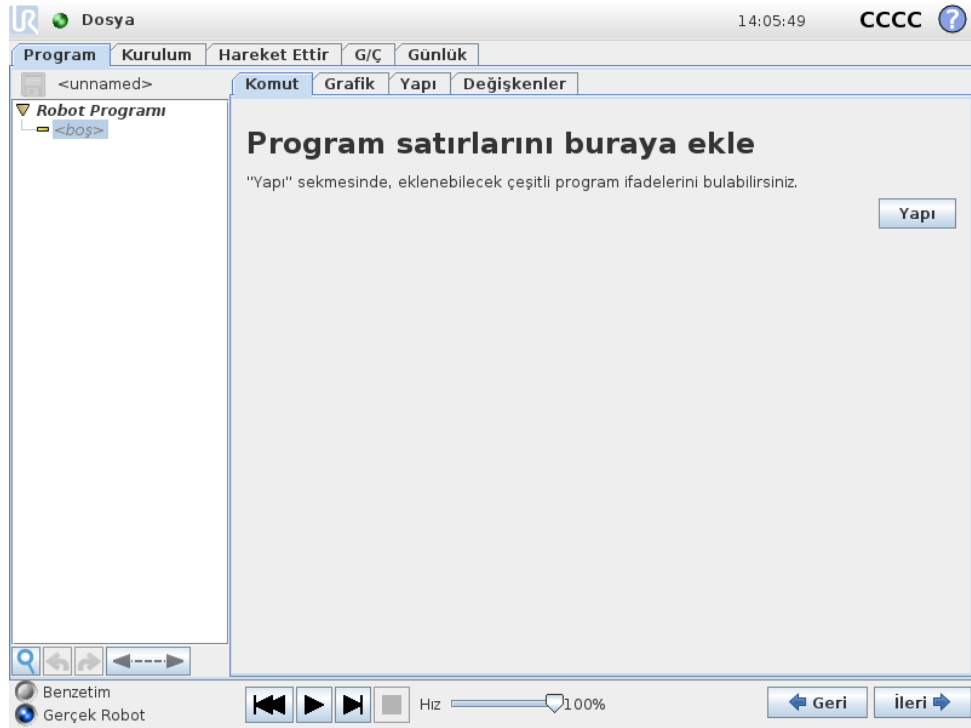 UR Dosya 14:05:49 CCCC ?
Program Kurulum Hareket Ettir G/Ç Günlük
<unnamed> Komut Grafik Yapı Değişkenler
Robot Programı
<boş>
Program satırlarını buraya ekle
"Yapı" sekmesinde, eklenebilecek çeşitli program ifadelerini bulabilirsiniz.
Yapı
Benzetim
Gerçek Robot
Hız 100% Geri İleri